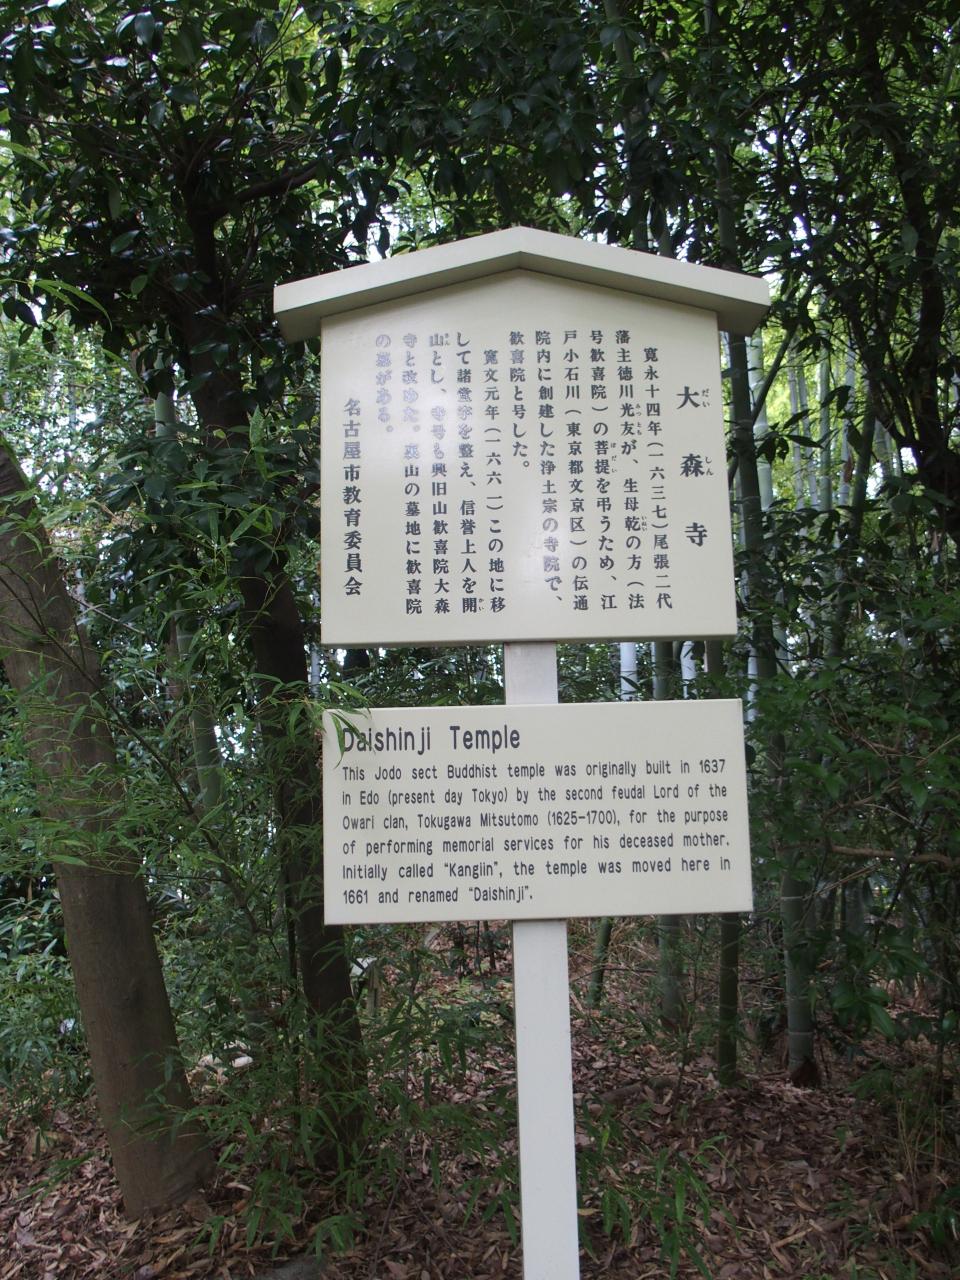 大森寺
寛永十四年(一六三七)尾張二代
藩主徳川光友が、生母乾の方(法
号歓喜院)の菩提を弔うため、江
戸小石川(東京都文京区)の伝通
院内に創建した浄土宗の寺院で、
歓喜院と号した。
寛文元年(一六六一)この地に移
して諸堂宇を整え、信誉上人を開
山とし、寺号も興旧山歓喜院大森
寺と改めた。裏山の墓地に歓喜院
の墓がある。
名古屋市教育委員会
Daishinji Temple
This Jodo sect Buddhist temple was originally built in 1637
in Edo (present day Tokyo) by the second feudal Lord of the
Owari clan, Tokugawa Mitsutomo (1625-1700), for the purpose
of performing memorial services for his deceased mother.
Initially called "Kangiin", the temple was moved here in
1661 and renamed "Daishinji".